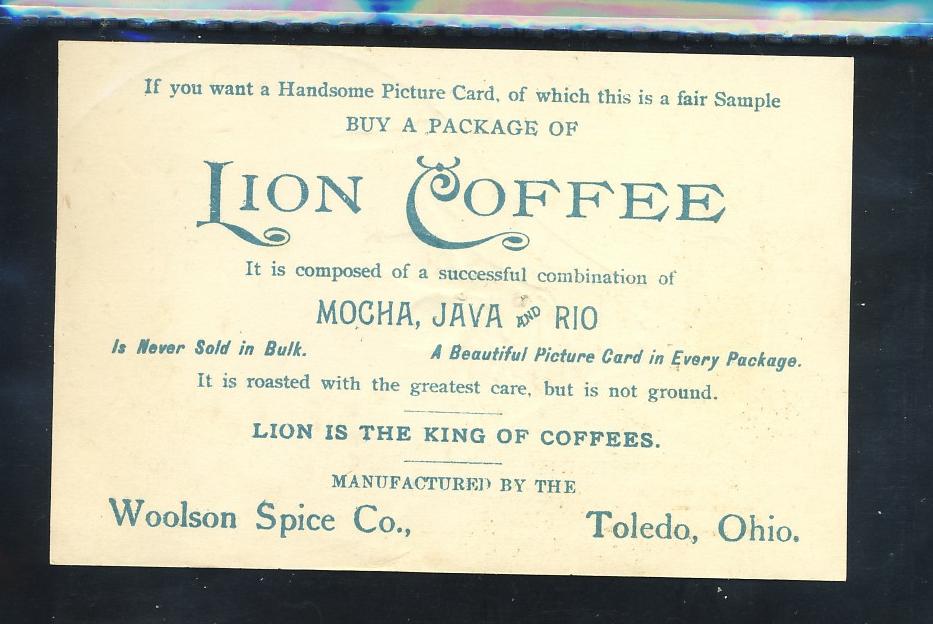 If you want a Handsome Picture Card, of which this is a fair Sample
BUY A PACKAGE OF
LION COFFEE
It is composed of a successful combination of
MOCHA, JAVA AND RIO
Is Never Sold in Bulk. A Beautiful Picture Card in Every Package.
It is roasted with the greatest care, but is not ground.
LION IS THE KING OF COFFEES.
MANUFACTURED BY THE
Woolson Spice Co., Toledo, Ohio.